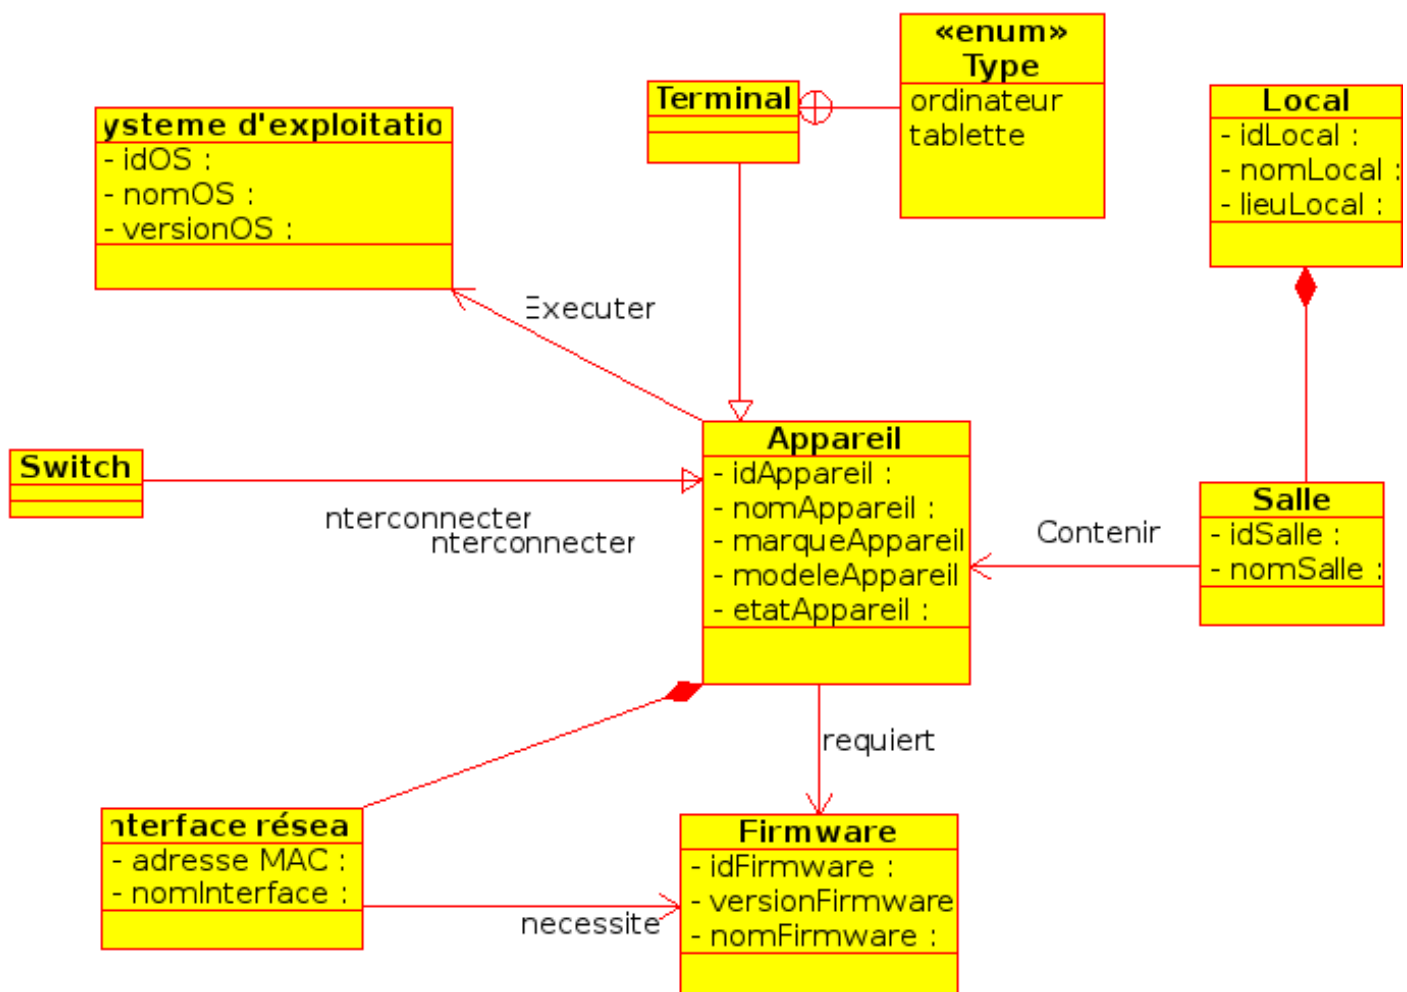 «enum»
Type
ordinateur
tablette
Terminal
Local
- idLocal :
- nomLocal :
- lieuLocal :
ysteme d'exploitatio
- idOS :
- nomOS :
- versionOS :
Executer
Appareil
- idAppareil :
- nomAppareil :
- marqueAppareil
- modeleAppareil
- etatAppareil :
Switch
nterconnecter
nterconnecter
Contenir
Salle
- idSalle :
- nomSalle :
requiert
nterface résea
- adresse MAC :
- nomInterface :
necessite
Firmware
- idFirmware :
- versionFirmware
- nomFirmware :